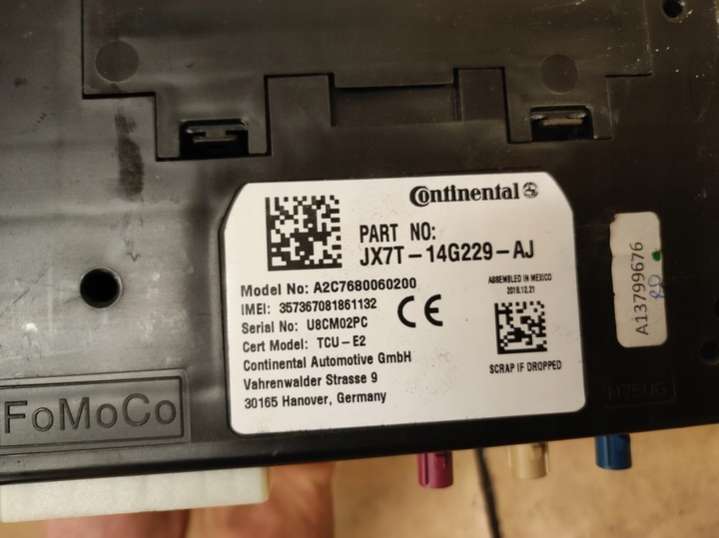 Continental
PART NO:
JX7T-14G229-AJ
Model No: A2C7680060200
IMEI: 357367081861132
Serial No: U8CM02PC
Cert Model: TCU-E2
Continental Automotive GmbH
Vahrenwalder Strasse 9
30165 Hanover, Germany
CE
ASSEMBLED IN MEXICO
2018.12.21
SCRAP IF DROPPED
A13799676
FoMoCo